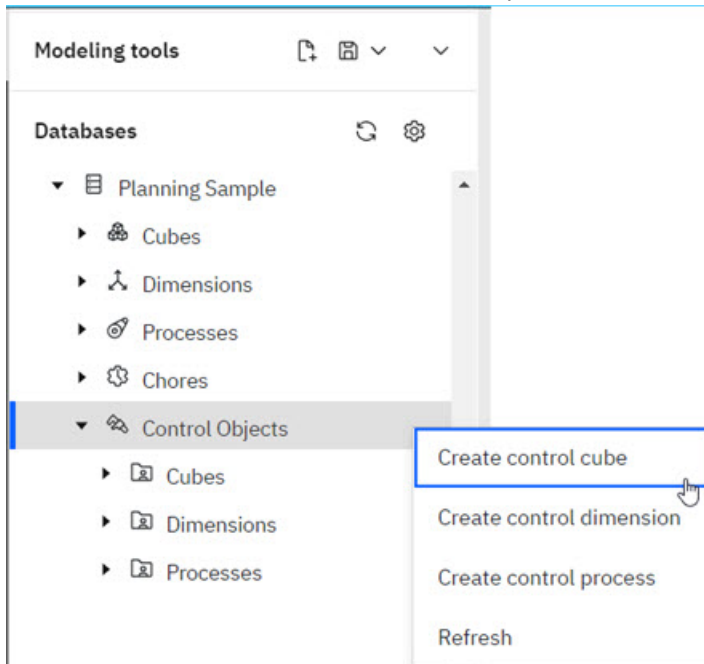 Modeling tools
Databases
Planning Sample
Cubes
Dimensions
Processes
Chores
Control Objects
Cubes
Dimensions
Processes
Create control cube
Create control dimension
Create control process
Refresh